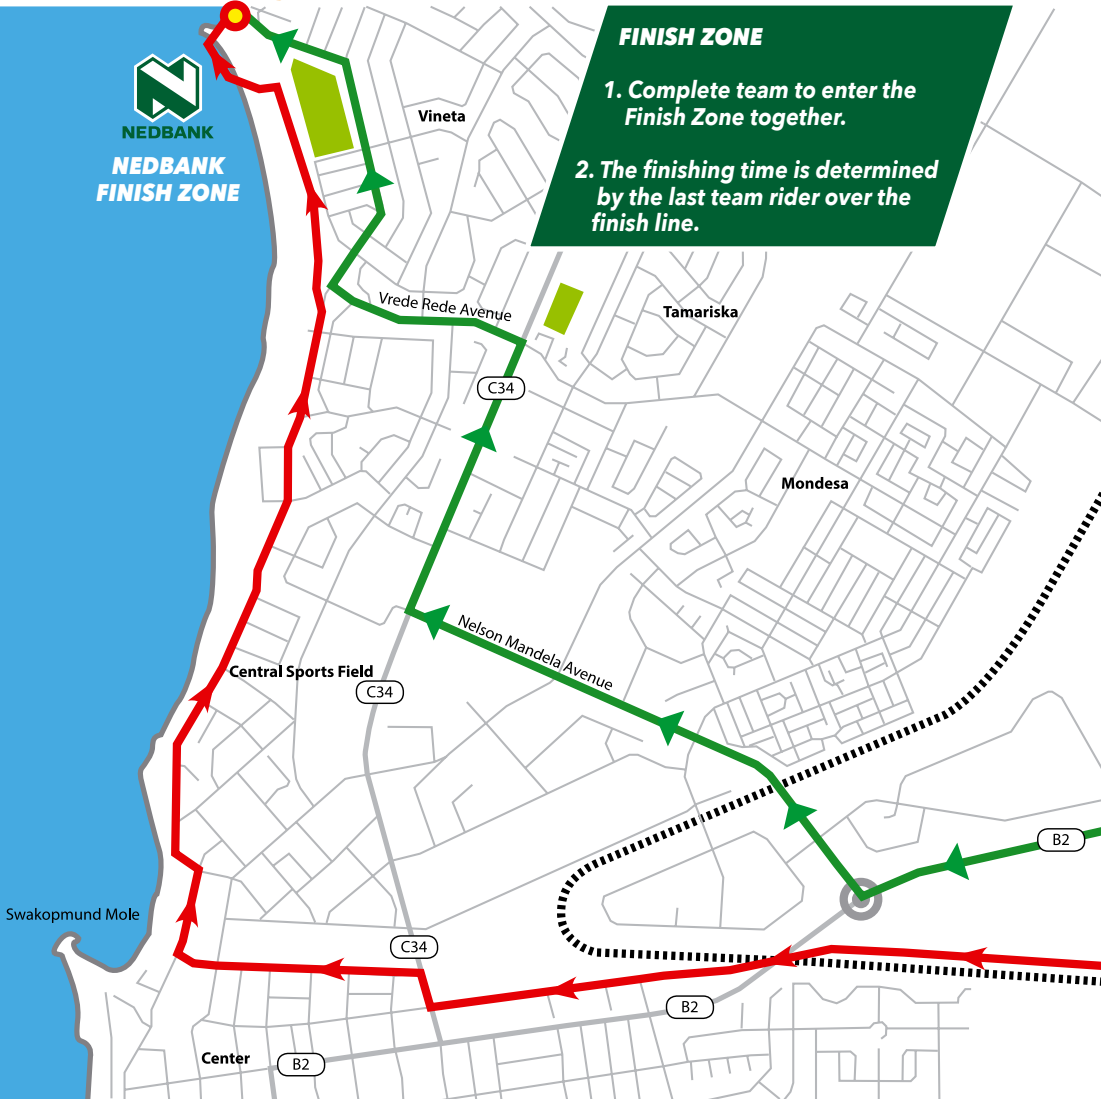 FINISH ZONE
1. Complete team to enter the
Finish Zone together.
2. The finishing time is determined
by the last team rider over the
finish line.
NEDBANK
NEDBANK
FINISH ZONE
Vineta
Vrede Rede Avenue
Tamariska
C34
Mondesa
Nelson Mandela Avenue
Central Sports Field
C34
B2
Swakopmund Mole
C34
B2
Center
B2